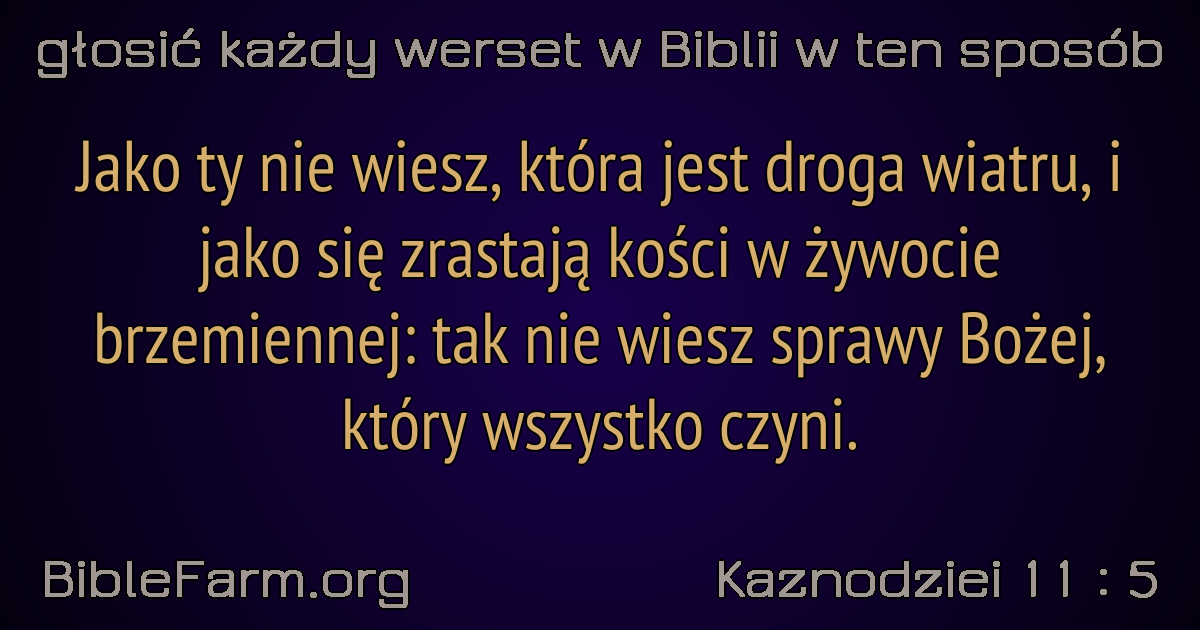 głosić każdy werset w Biblii w ten sposób
Jako ty nie wiesz, która jest droga wiatru, i
jako się zrastają kości w żywocie
brzemiennej: tak nie wiesz sprawy Bożej,
który wszystko czyni.
BibleFarm.org
Kaznodziei 11 : 5